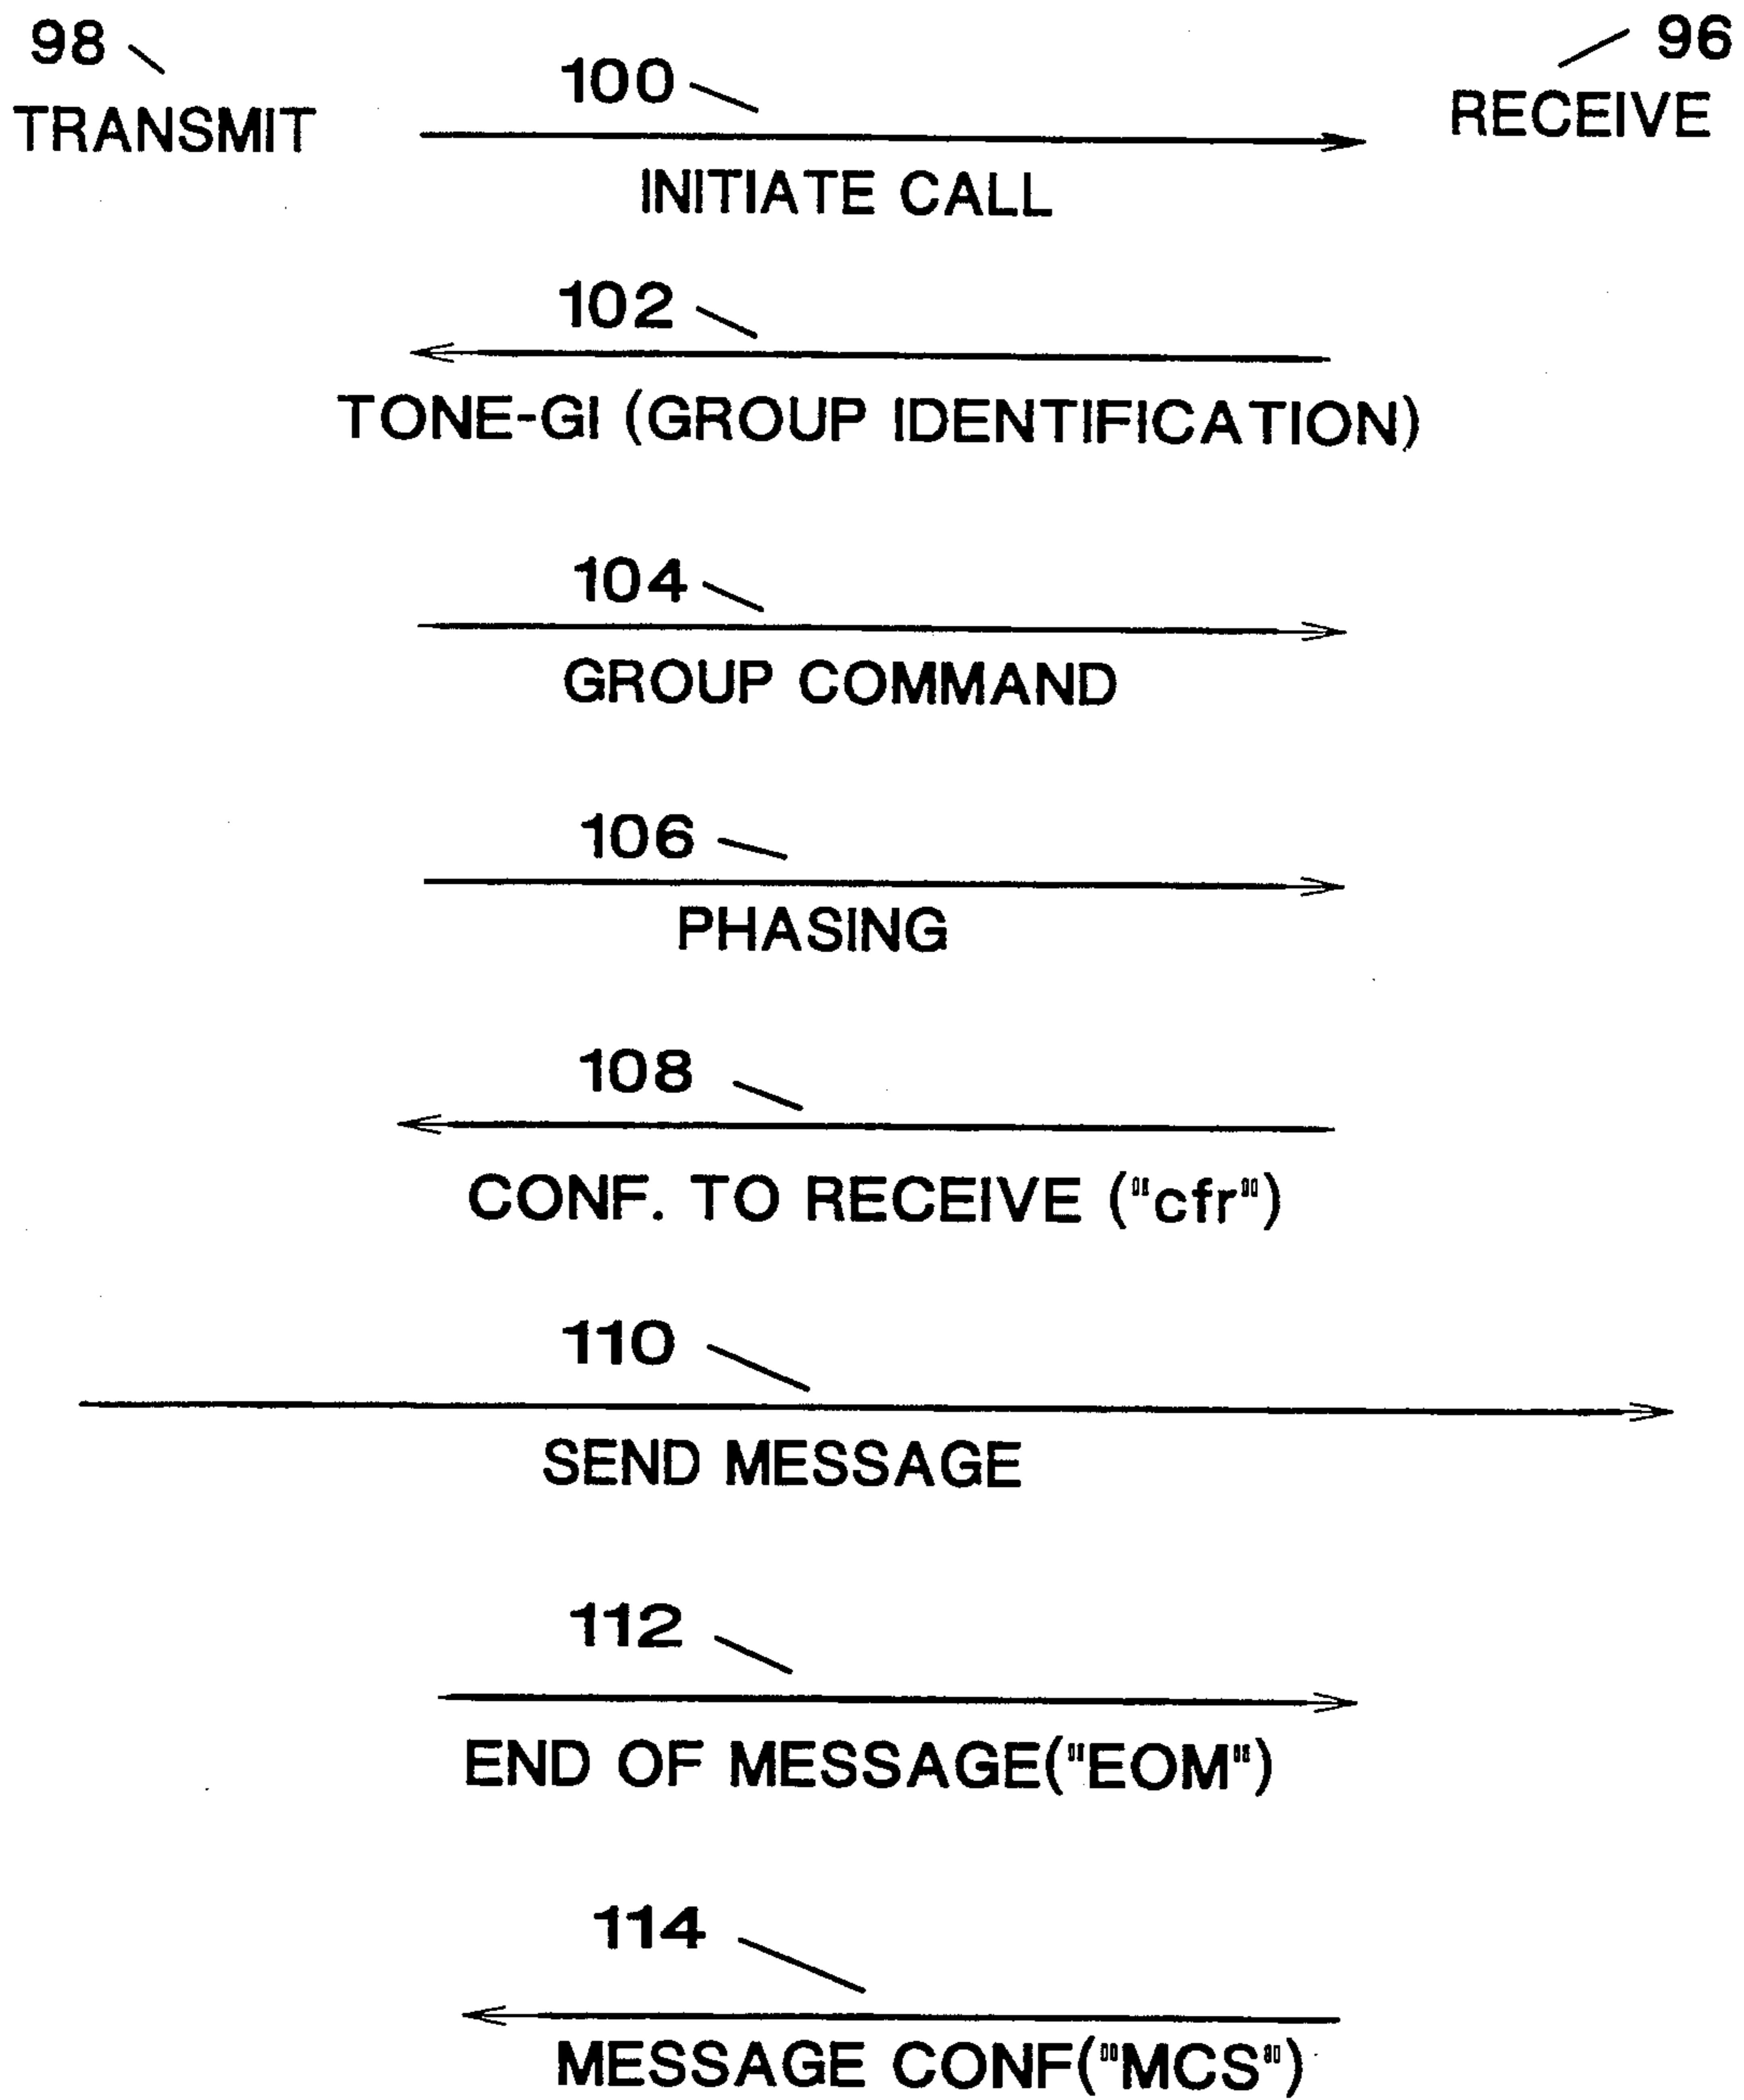 98
96
100
TRANSMIT
RECEIVE
INITIATE CALL
102
TONE-GI (GROUP IDENTIFICATION)
104
GROUP COMMAND
106
PHASING
108
CONF. TO RECEIVE ("cfr")
110
SEND MESSAGE
112
END OF MESSAGE("EOM")
114
MESSAGE CONF("MCS")